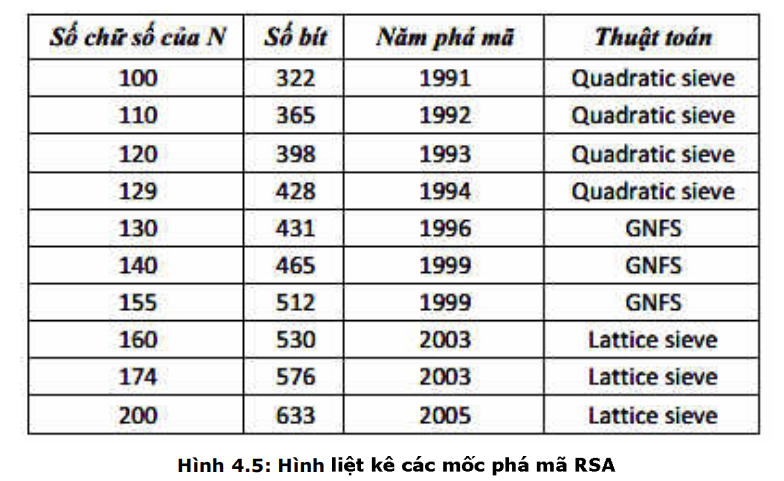 Số chữ số của N Số bít Năm phá mã Thuật toán
100 322 1991 Quadratic sieve
110 365 1992 Quadratic sieve
120 398 1993 Quadratic sieve
129 428 1994 Quadratic sieve
130 431 1996 GNFS
140 465 1999 GNFS
155 512 1999 GNFS
160 530 2003 Lattice sieve
174 576 2003 Lattice sieve
200 633 2005 Lattice sieve
Hình 4.5: Hình liệt kê các mốc phá mã RSA